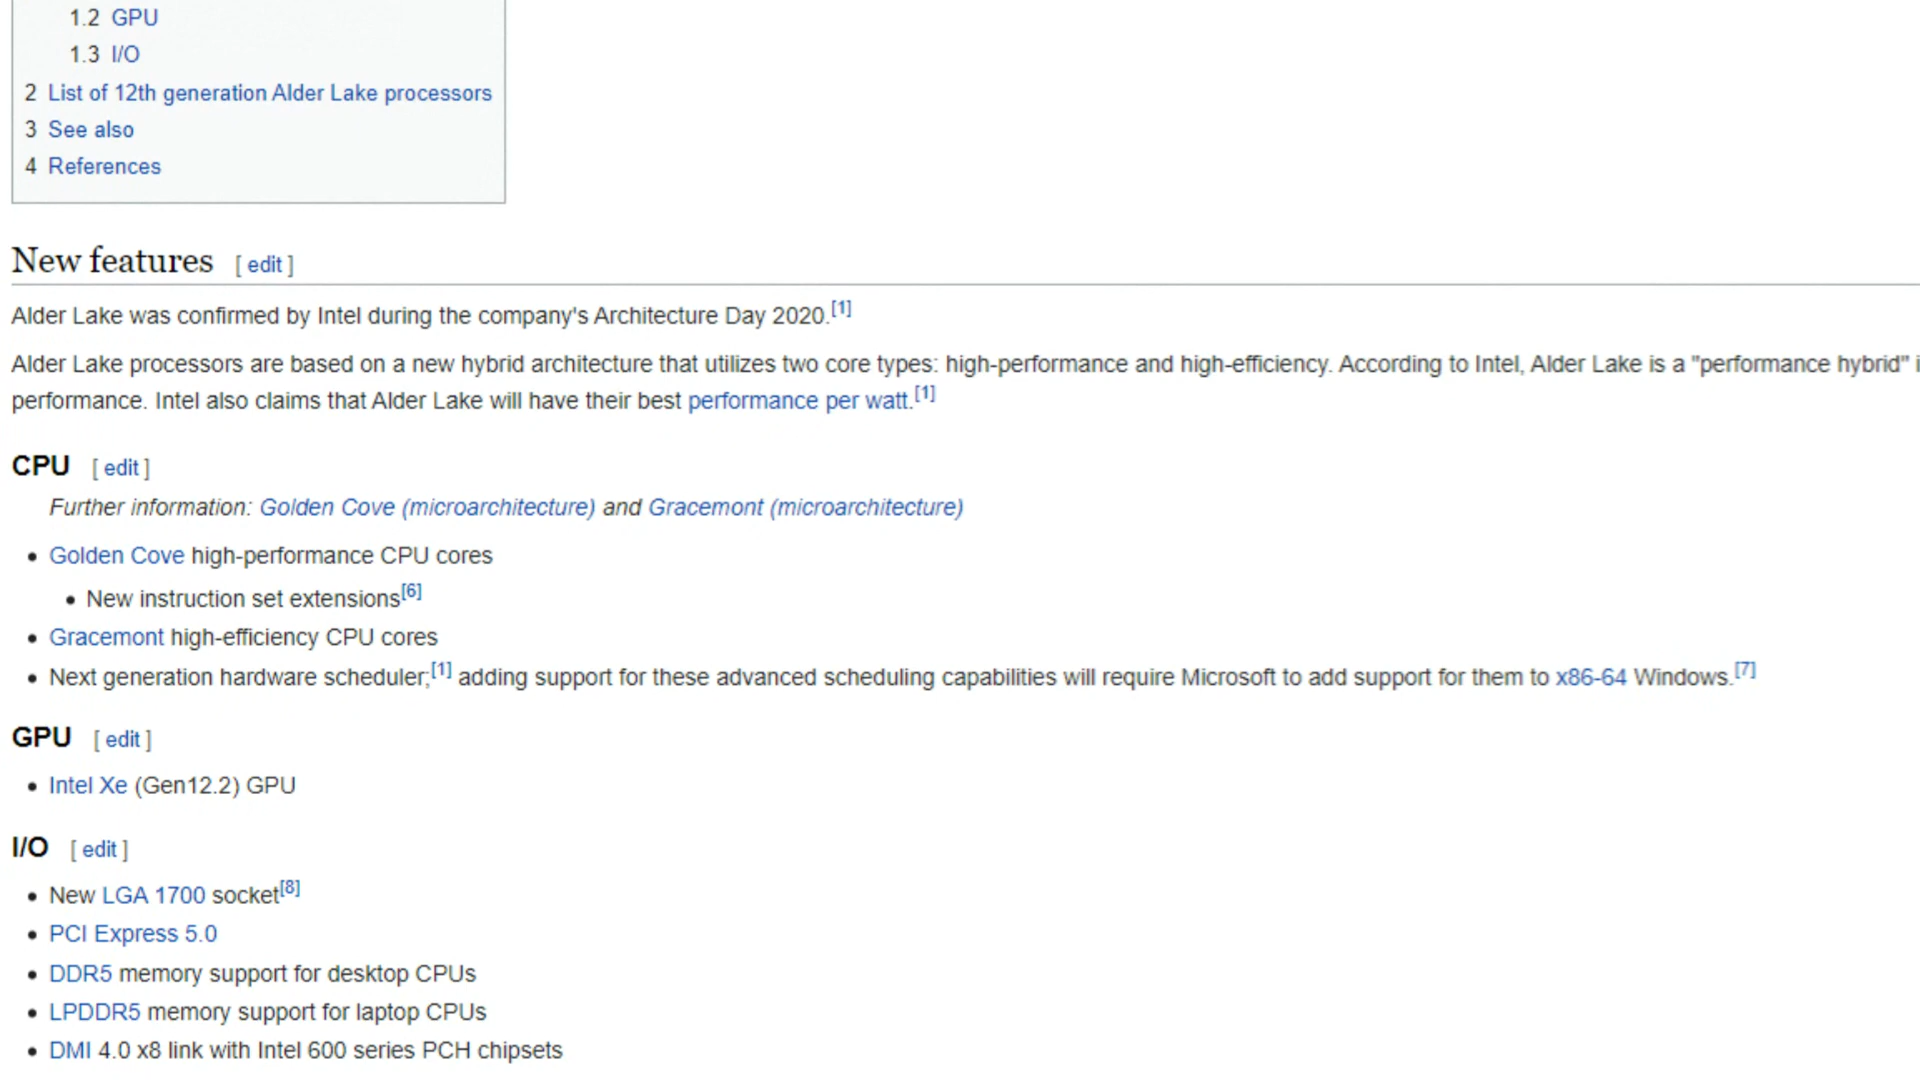 1.2 GPU
1.3 I/O
2 List of 12th generation Alder Lake processors
3 See also
4 References
New features [ edit ]
Alder Lake was confirmed by Intel during the company's Architecture Day 2020.[1]
Alder Lake processors are based on a new hybrid architecture that utilizes two core types: high-performance and high-efficiency. According to Intel, Alder Lake is a "performance hybrid"
performance. Intel also claims that Alder Lake will have their best performance per watt.[1]
CPU [ edit ]
Further information: Golden Cove (microarchitecture) and Gracemont (microarchitecture)
• Golden Cove high-performance CPU cores
• New instruction set extensions[6]
• Gracemont high-efficiency CPU cores
• Next generation hardware scheduler;[1] adding support for these advanced scheduling capabilities will require Microsoft to add support for them to x86-64 Windows.[7]
GPU [ edit ]
• Intel Xe (Gen12.2) GPU
I/O [ edit ]
• New LGA 1700 socket[8]
• PCI Express 5.0
• DDR5 memory support for desktop CPUs
• LPDDR5 memory support for laptop CPUs
• DMI 4.0 x8 link with Intel 600 series PCH chipsets